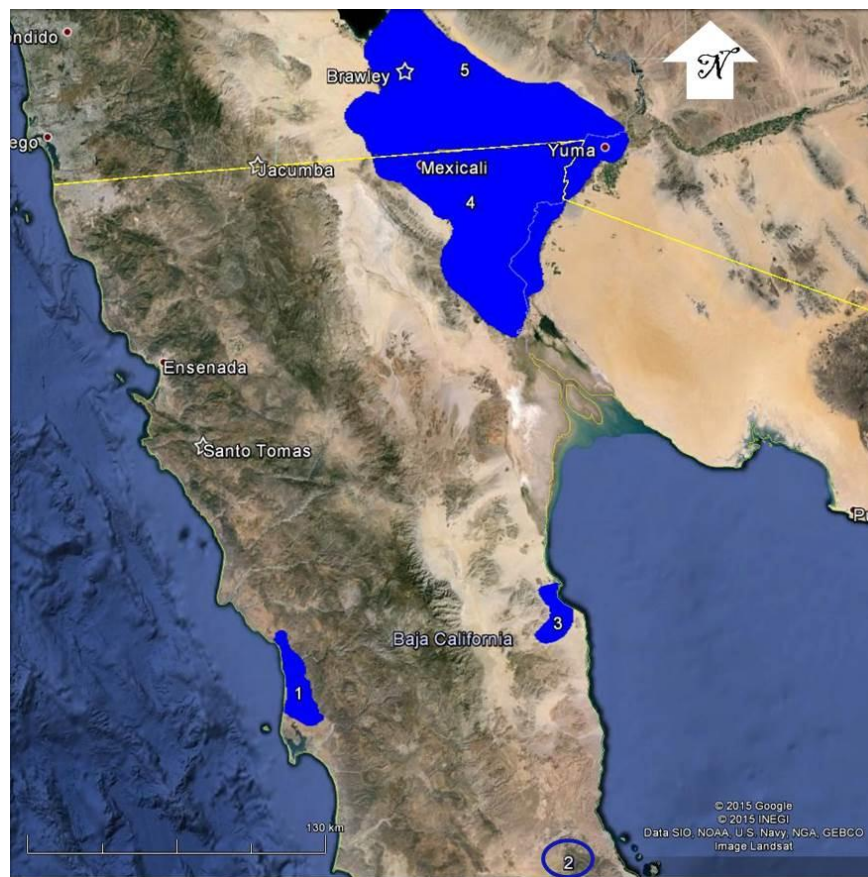 ondido
Brawley
5
N
ego
Jacumba
Mexicali
Yuma
4
Ensenada
Santo Tomas
3
Baja California
1
130 km
2
© 2015 Google
© 2015 INEGI
Data SIO, NOAA, U.S. Navy, NGA, GEBCO
Image Landsat